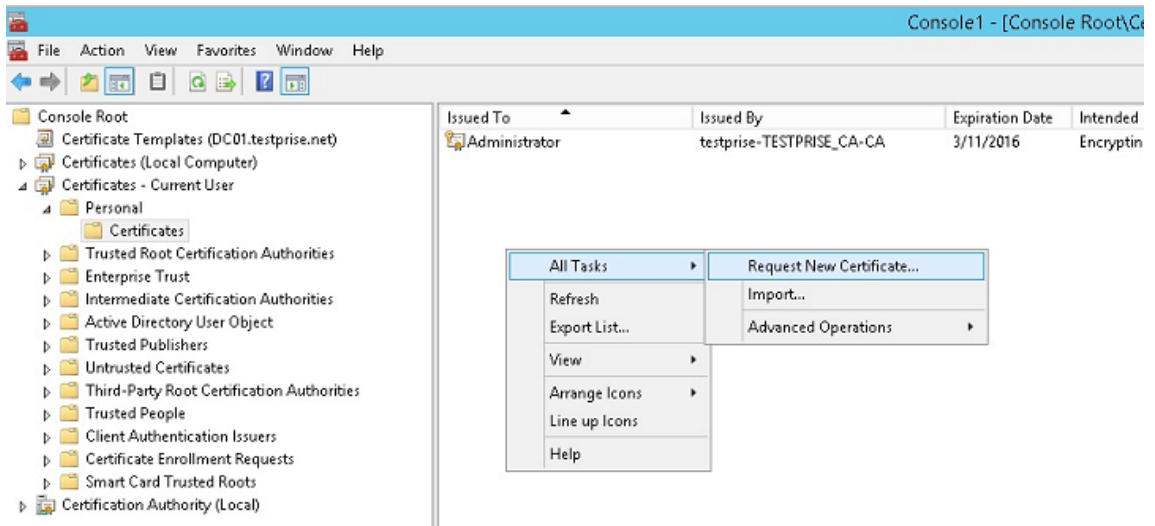 Console1 - [Console Root\Ce
File Action View Favorites Window Help
Console Root
Certificate Templates (DC01.testprise.net)
Certificates (Local Computer)
Certificates - Current User
Personal
Certificates
Trusted Root Certification Authorities
Enterprise Trust
Intermediate Certification Authorities
Active Directory User Object
Trusted Publishers
Untrusted Certificates
Third-Party Root Certification Authorities
Trusted People
Client Authentication Issuers
Certificate Enrollment Requests
Smart Card Trusted Roots
Certification Authority (Local)
Issued To Issued By Expiration Date Intended
Administrator testprise-TESTPRISE_CA-CA 3/11/2016 Encryptin
All Tasks
Refresh
Export List...
View
Arrange Icons
Line up Icons
Help
Request New Certificate...
Import...
Advanced Operations